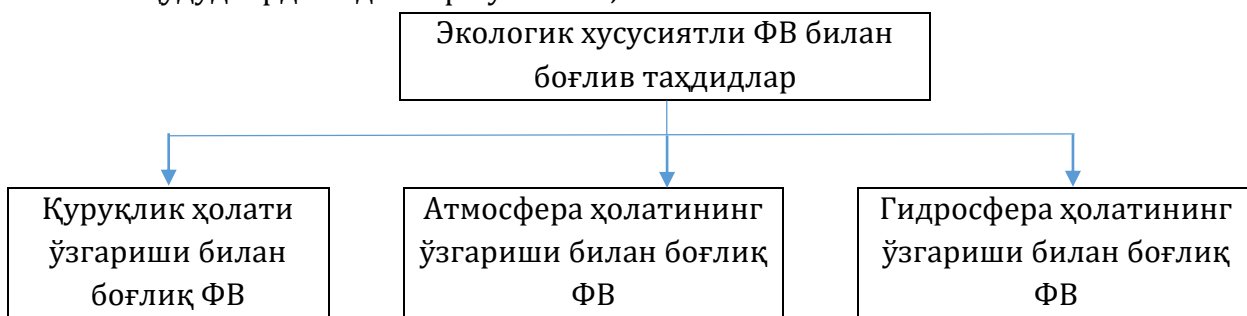 Экологик хусусиятли ФВ билан
боғлив таҳдидлар
Қуруқлик ҳолати
ўзгариши билан
боғлиқ ФВ
Атмосфера ҳолатининг
ўзгариши билан боғлиқ
ФВ
Гидросфера ҳолатининг
ўзгариши билан боғлиқ
ФВ